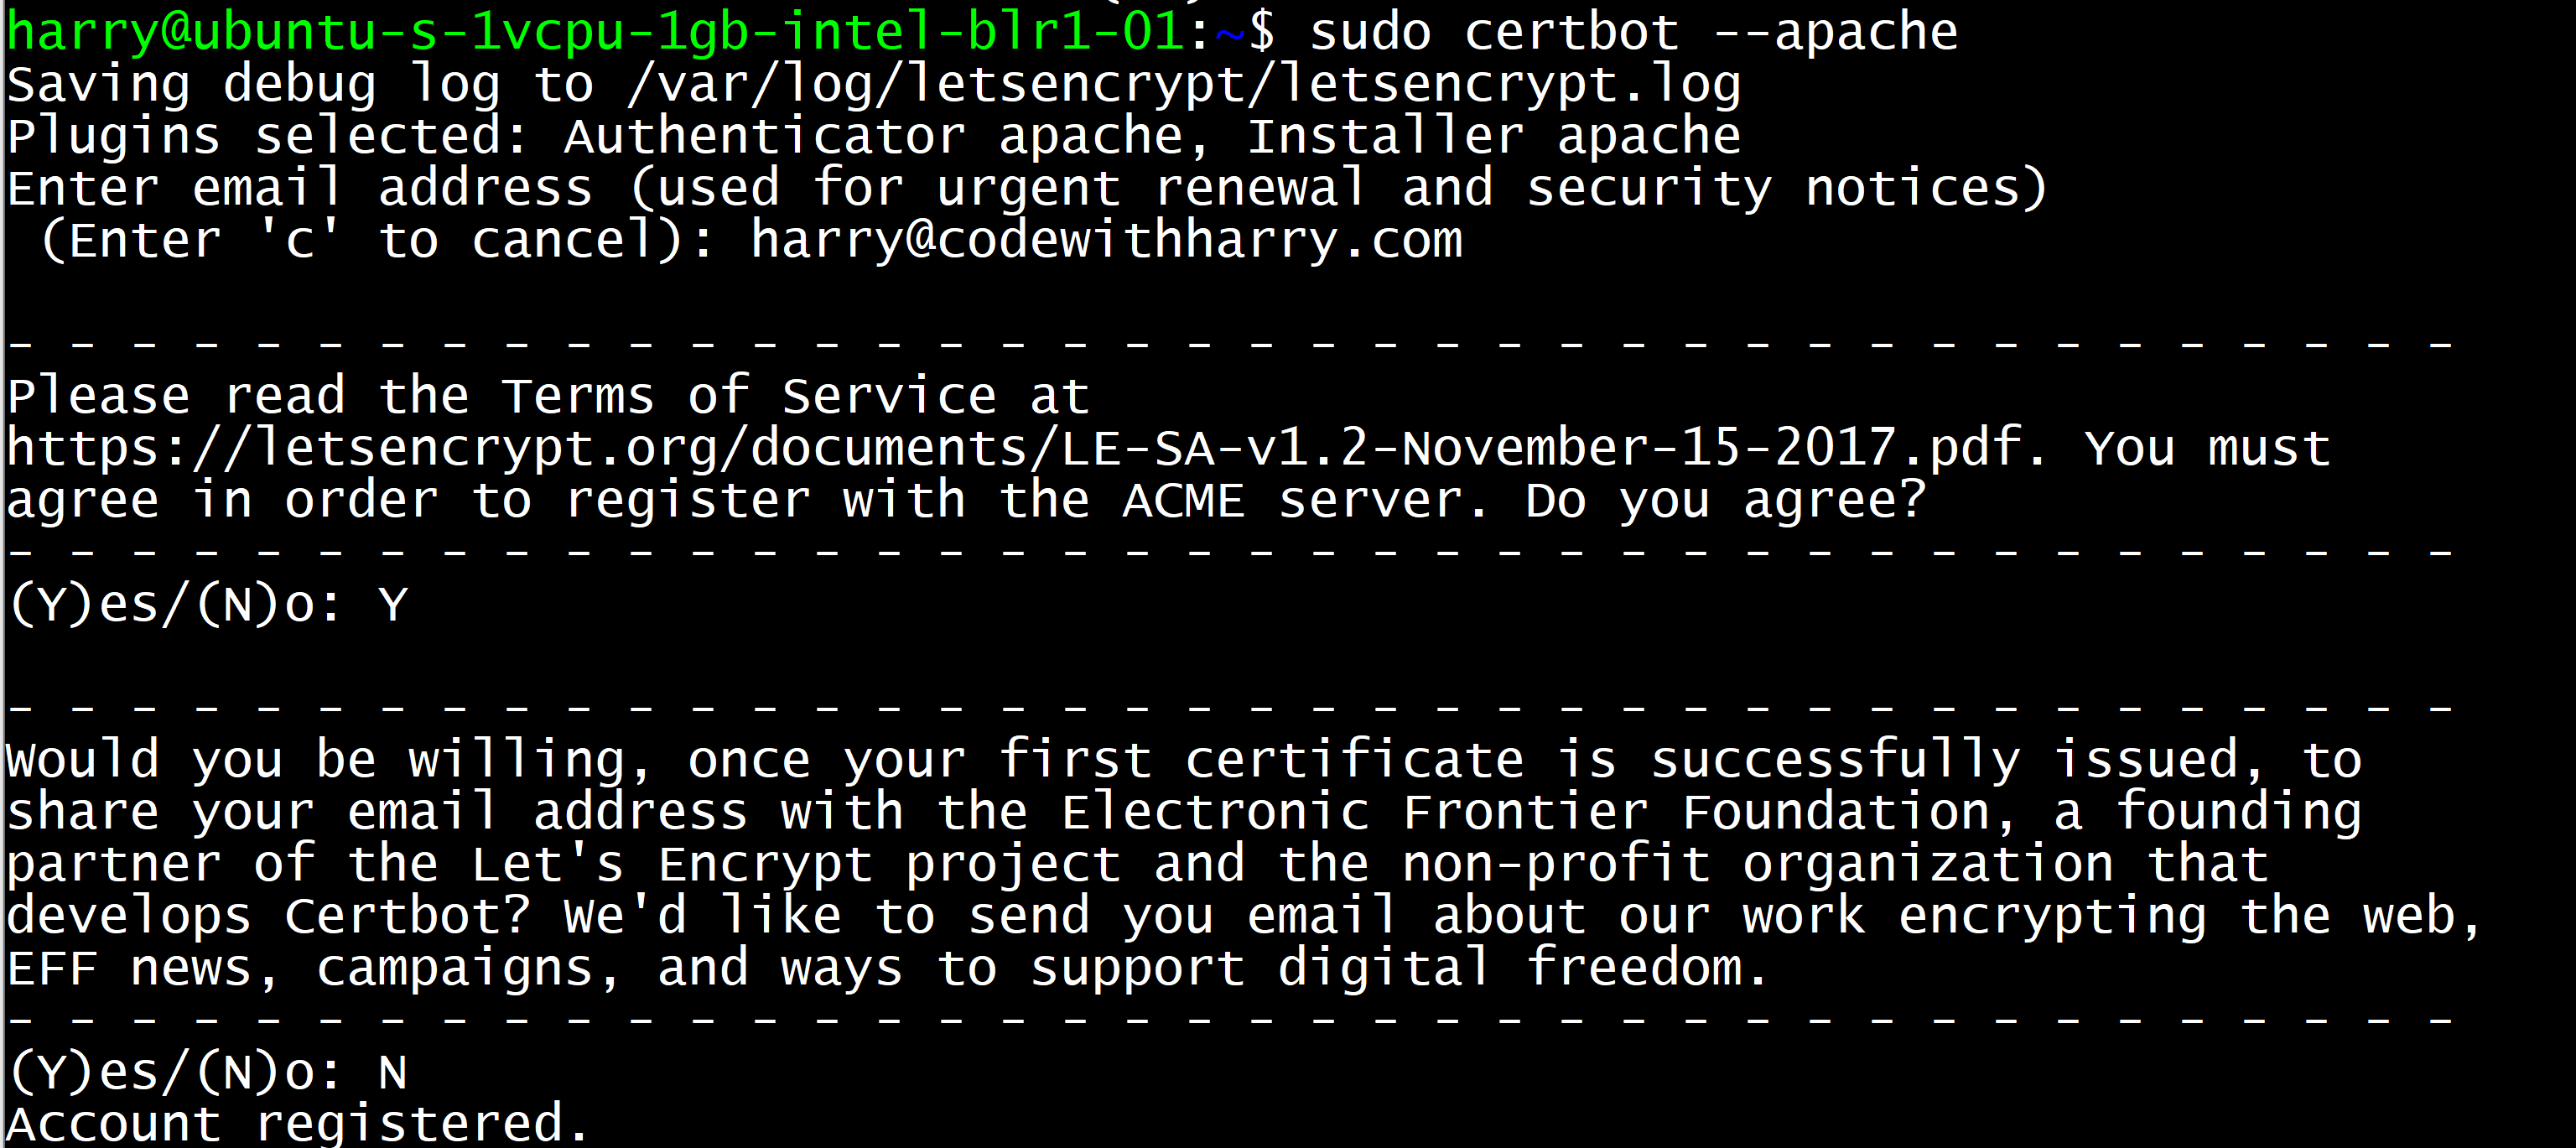 harry@ubuntu-s-1vcpu-1gb-intel-blr1-01:~$ sudo certbot --apache
Saving debug log to /var/log/letsencrypt/letsencrypt.log
Plugins selected: Authenticator apache, Installer apache
Enter email address (used for urgent renewal and security notices)
 (Enter 'c' to cancel): harry@codewithharry.com
- - - - - - - - - - - - - - - - - - - - - - - - - - - - - - - - - - - - - - - -
Please read the Terms of Service at
https://letsencrypt.org/documents/LE-SA-v1.2-November-15-2017.pdf. You must
agree in order to register with the ACME server. Do you agree?
- - - - - - - - - - - - - - - - - - - - - - - - - - - - - - - - - - - - - - - -
(Y)es/(N)o: Y
- - - - - - - - - - - - - - - - - - - - - - - - - - - - - - - - - - - - - - - -
Would you be willing, once your first certificate is successfully issued, to
share your email address with the Electronic Frontier Foundation, a founding
partner of the Let's Encrypt project and the non-profit organization that
develops Certbot? We'd like to send you email about our work encrypting the web,
EFF news, campaigns, and ways to support digital freedom.
- - - - - - - - - - - - - - - - - - - - - - - - - - - - - - - - - - - - - - - -
(Y)es/(N)o: N
Account registered.